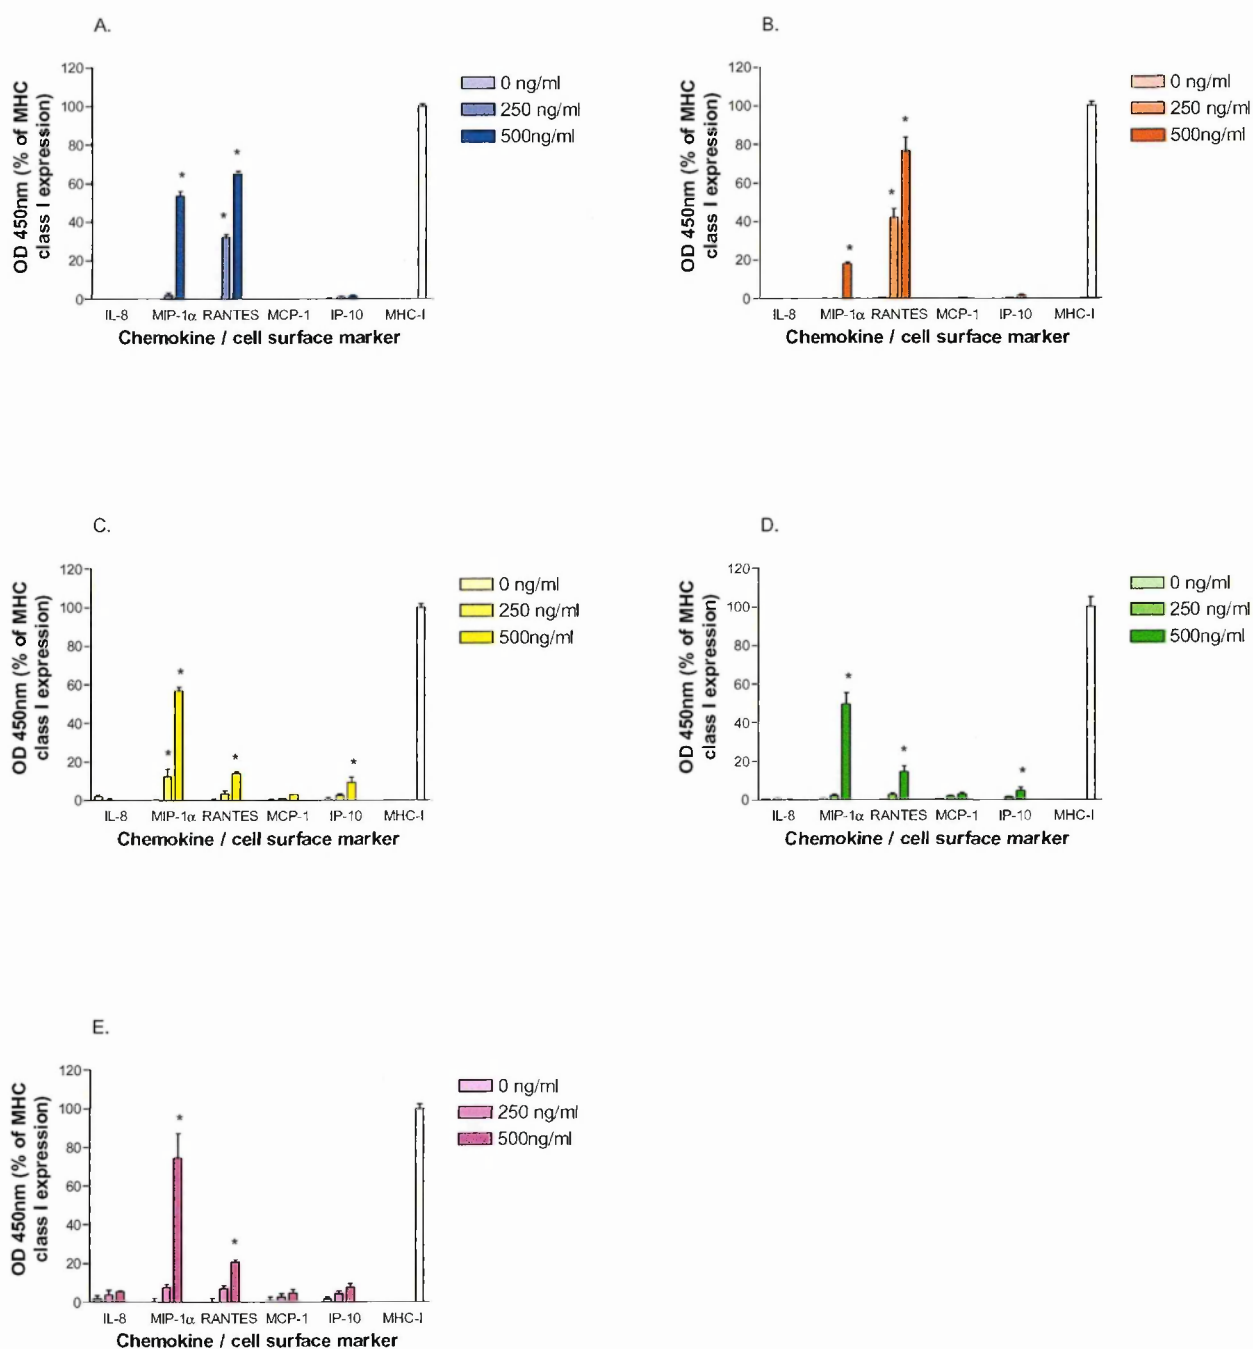 A.
OD 450nm (% of MHC
class I expression)
120
100
80
60
40
20
0
* * *
IL-8 MIP-1α RANTES MCP-1 IP-10 MHC-I
Chemokine / cell surface marker
0 ng/ml
250 ng/ml
500ng/ml
B.
OD 450nm (% of MHC
class I expression)
120
100
80
60
40
20
0
* * *
IL-8 MIP-1α RANTES MCP-1 IP-10 MHC-I
Chemokine / cell surface marker
0 ng/ml
250 ng/ml
500ng/ml
C.
OD 450nm (% of MHC
class I expression)
120
100
80
60
40
20
0
* * * *
IL-8 MIP-1α RANTES MCP-1 IP-10 MHC-I
Chemokine / cell surface marker
0 ng/ml
250 ng/ml
500ng/ml
D.
OD 450nm (% of MHC
class I expression)
120
100
80
60
40
20
0
* * *
IL-8 MIP-1α RANTES MCP-1 IP-10 MHC-I
Chemokine / cell surface marker
0 ng/ml
250 ng/ml
500ng/ml
E.
OD 450nm (% of MHC
class I expression)
120
100
80
60
40
20
0
* *
IL-8 MIP-1α RANTES MCP-1 IP-10 MHC-I
Chemokine / cell surface marker
0 ng/ml
250 ng/ml
500ng/ml